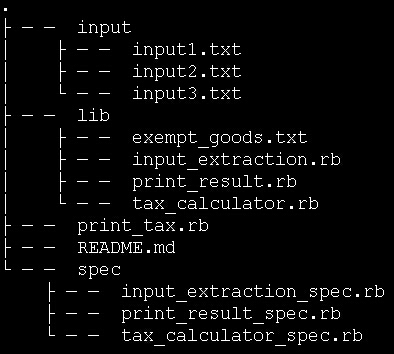 .
├── input
│   ├── input1.txt
│   ├── input2.txt
│   └── input3.txt
├── lib
│   ├── exempt_goods.txt
│   ├── input_extraction.rb
│   ├── print_result.rb
│   └── tax_calculator.rb
├── print_tax.rb
├── README.md
└── spec
    ├── input_extraction_spec.rb
    ├── print_result_spec.rb
    └── tax_calculator_spec.rb